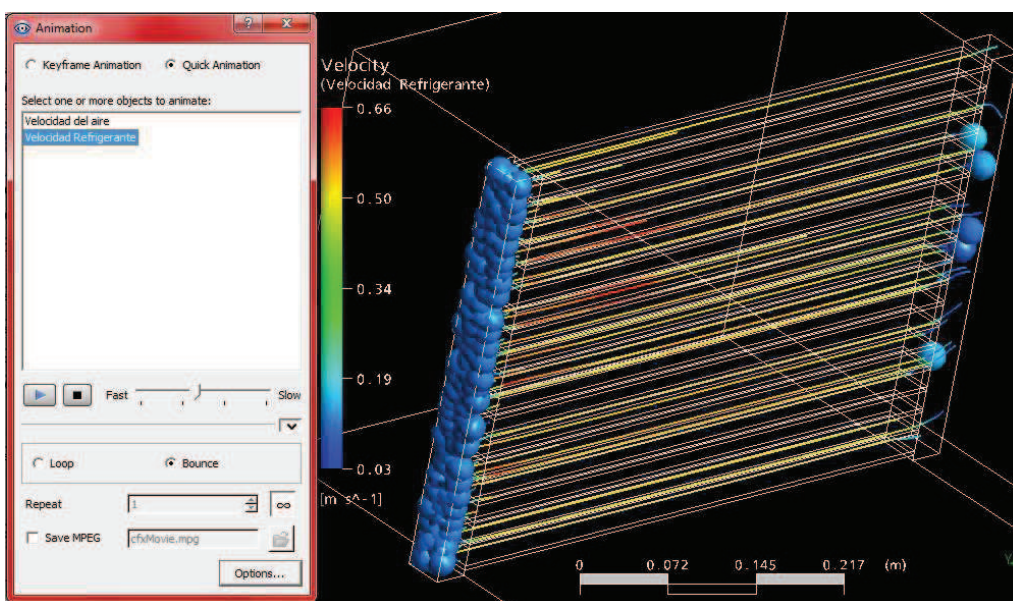 Animation
Keyframe Animation Quick Animation
Select one or more objects to animate:
Velocidad del aire
Velocidad Refrigerante
Fast Slow
Loop Bounce
Repeat 1 ∞
Save MPEG cfxMovie.mpg
Options...
Velocity
(Velocidad Refrigerante)
0.66
0.50
0.34
0.19
0.03
[m s^-1]
0 0.072 0.145 0.217 (m)